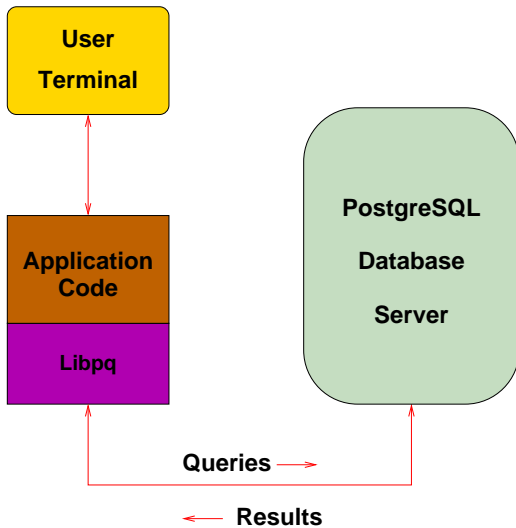 User
Terminal
PostgreSQL
Database
Server
Application
Code
Libpq
Queries
Results